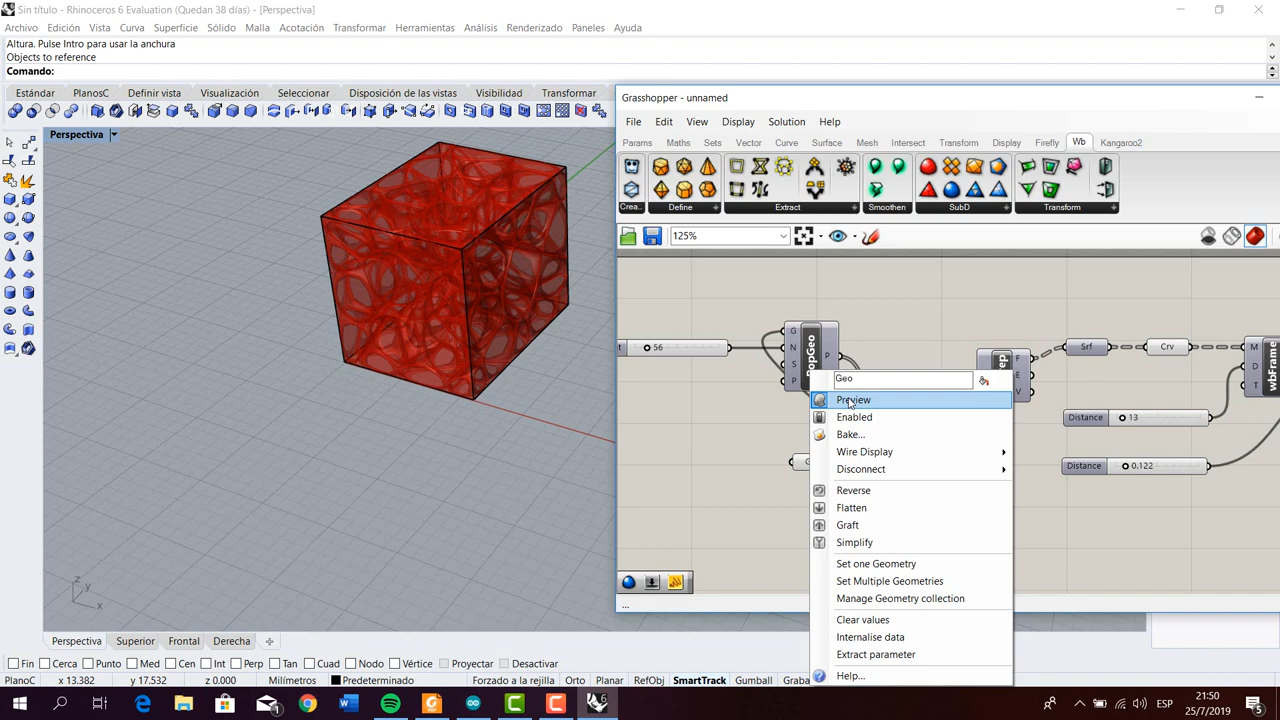 Sin título - Rhinoceros 6 Evaluation (Quedan 38 días) - [Perspectiva]
Archivo Edición Vista Curva Superficie Sólido Malla Acotación Transformar Herramientas Análisis Renderizado Paneles Ayuda
Altura. Pulse Intro para usar la anchura
Objects to reference
Comando:
Estándar PlanosC Definir vista Visualización Seleccionar Disposición de las vistas Visibilidad Transformar
Perspectiva
Grasshopper - unnamed
File Edit View Display Solution Help
Params Maths Sets Vector Curve Surface Mesh Intersect Transform Display Firefly Wb Kangaroo2
Crea.. Define Extract Smoothen SubD Transform
125%
t 56
G
N
S
P
PopGeo
P
F
E
V
Srf
Crv
M
D
T
wbFrame
Distance 13
Distance 0.122
G
Geo
Preview
Enabled
Bake...
Wire Display
Disconnect
Reverse
Flatten
Graft
Simplify
Set one Geometry
Set Multiple Geometries
Manage Geometry collection
Clear values
Internalise data
Extract parameter
Help...
...
z
y
x
Perspectiva Superior Frontal Derecha
Fin Cerca Punto Med Cen Int Perp Tan Cuad Nodo Vértice Proyectar Desactivar
PlanoC x 13.382 y 17.532 z 0.000 Milímetros Predeterminado Forzado a la rejilla Orto Planar RefObj SmartTrack Gumball Graba
ESP
21:50
25/7/2019